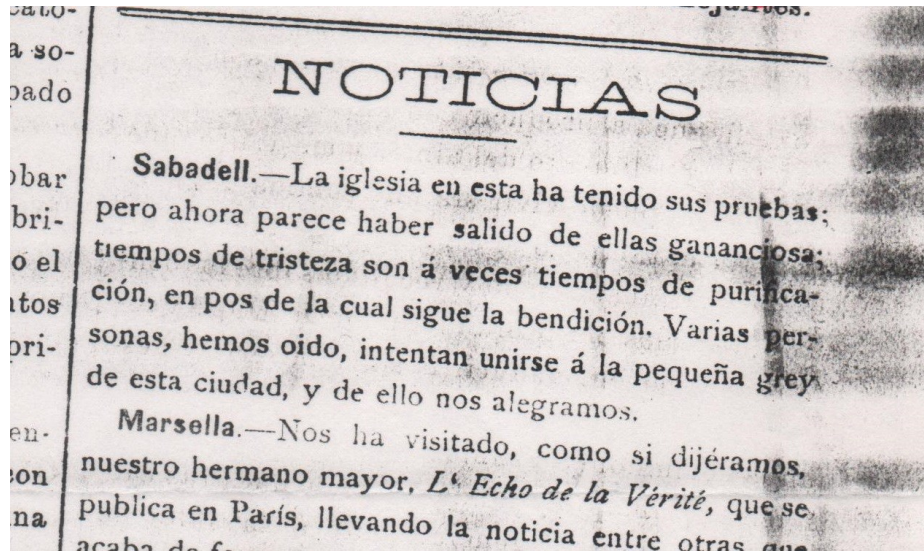 NOTICIAS
Sabadell.—La iglesia en esta ha tenido sus pruebas;
pero ahora parece haber salido de ellas gananciosa;
tiempos de tristeza son á veces tiempos de purifica-
ción, en pos de la cual sigue la bendición. Varias per-
sonas, hemos oido, intentan unirse á la pequeña grey
de esta ciudad, y de ello nos alegramos.
Marsella.—Nos ha visitado, como si dijéramos,
nuestro hermano mayor, L' Echo de la Vérité, que se
publica en París, llevando la noticia entre otras que
acaba de